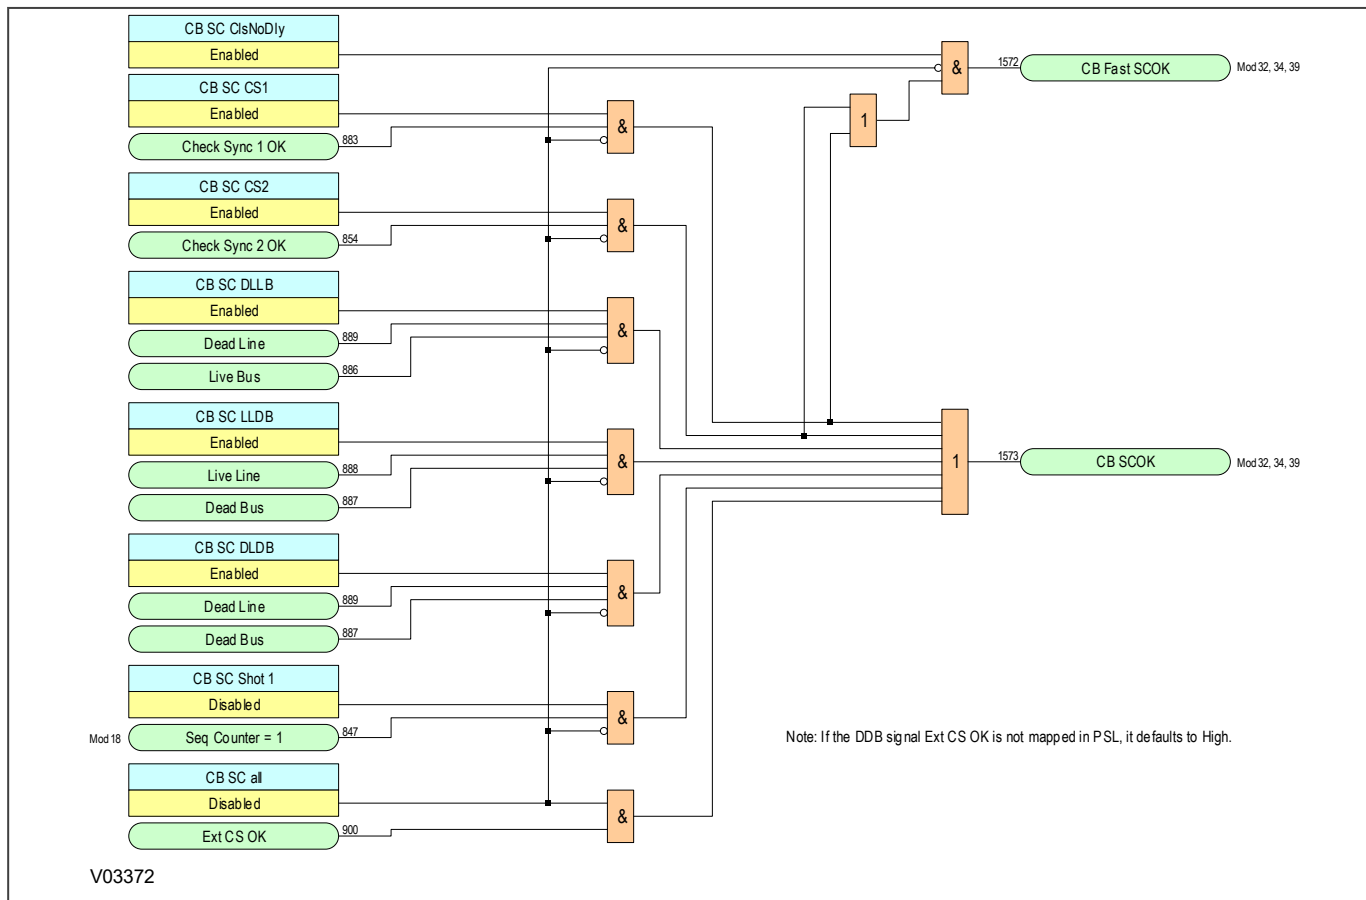 CB SC ClsNoDly
Enabled
&
1572
CB Fast SCOK
Mod 32, 34, 39
CB SC CS1
Enabled
Check Sync 1 OK
883
&
1
CB SC CS2
Enabled
Check Sync 2 OK
854
&
CB SC DLLB
Enabled
Dead Line
889
Live Bus
886
&
CB SC LLDB
Enabled
Live Line
888
Dead Bus
887
&
1
1573
CB SCOK
Mod 32, 34, 39
CB SC DLDB
Enabled
Dead Line
889
Dead Bus
887
&
CB SC Shot 1
Disabled
Mod 18
Seq Counter = 1
847
&
Note: If the DDB signal Ext CS OK is not mapped in PSL, it defaults to High.
CB SC all
Disabled
Ext CS OK
900
&
V03372